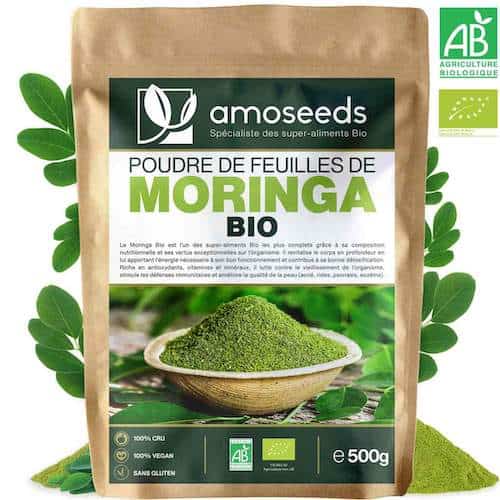 AB
AGRICULTURE
BIOLOGIQUE
amoseeds
Spécialiste des super-aliments Bio
POUDRE DE FEUILLES DE
MORINGA
BIO
Le Moringa Bio est l'un des super-aliments Bio les plus complets grâce à sa composition
nutritionnelle et ses vertus exceptionnelles sur l'organisme. Il revitalise le corps en profondeur en
lui apportant l'énergie nécessaire à son bon fonctionnement et contribue à sa bonne détoxification.
Riche en antioxydants, vitamines et minéraux, il lutte contre le vieillissement de l'organisme,
stimule les défenses immunitaires et améliore la qualité de la peau (acné, rides, psoriasis, eczéma).
100% CRU
100% VEGAN
SANS GLUTEN
AB
e 500g